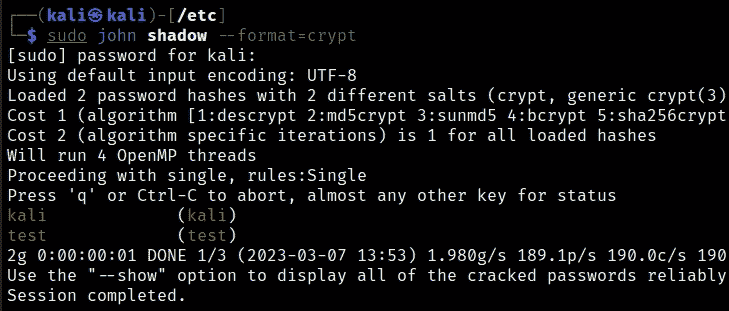 ┌──(kali㉿kali)-[/etc]
└─$ sudo john shadow --format=crypt
[sudo] password for kali:
Using default input encoding: UTF-8
Loaded 2 password hashes with 2 different salts (crypt, generic crypt(3)
Cost 1 (algorithm [1:descrypt 2:md5crypt 3:sunmd5 4:bcrypt 5:sha256crypt
Cost 2 (algorithm specific iterations) is 1 for all loaded hashes
Will run 4 OpenMP threads
Proceeding with single, rules:Single
Press 'q' or Ctrl-C to abort, almost any other key for status
kali             (kali)
test             (test)
2g 0:00:00:01 DONE 1/3 (2023-03-07 13:53) 1.980g/s 189.1p/s 190.0c/s 190
Use the "--show" option to display all of the cracked passwords reliably
Session completed.